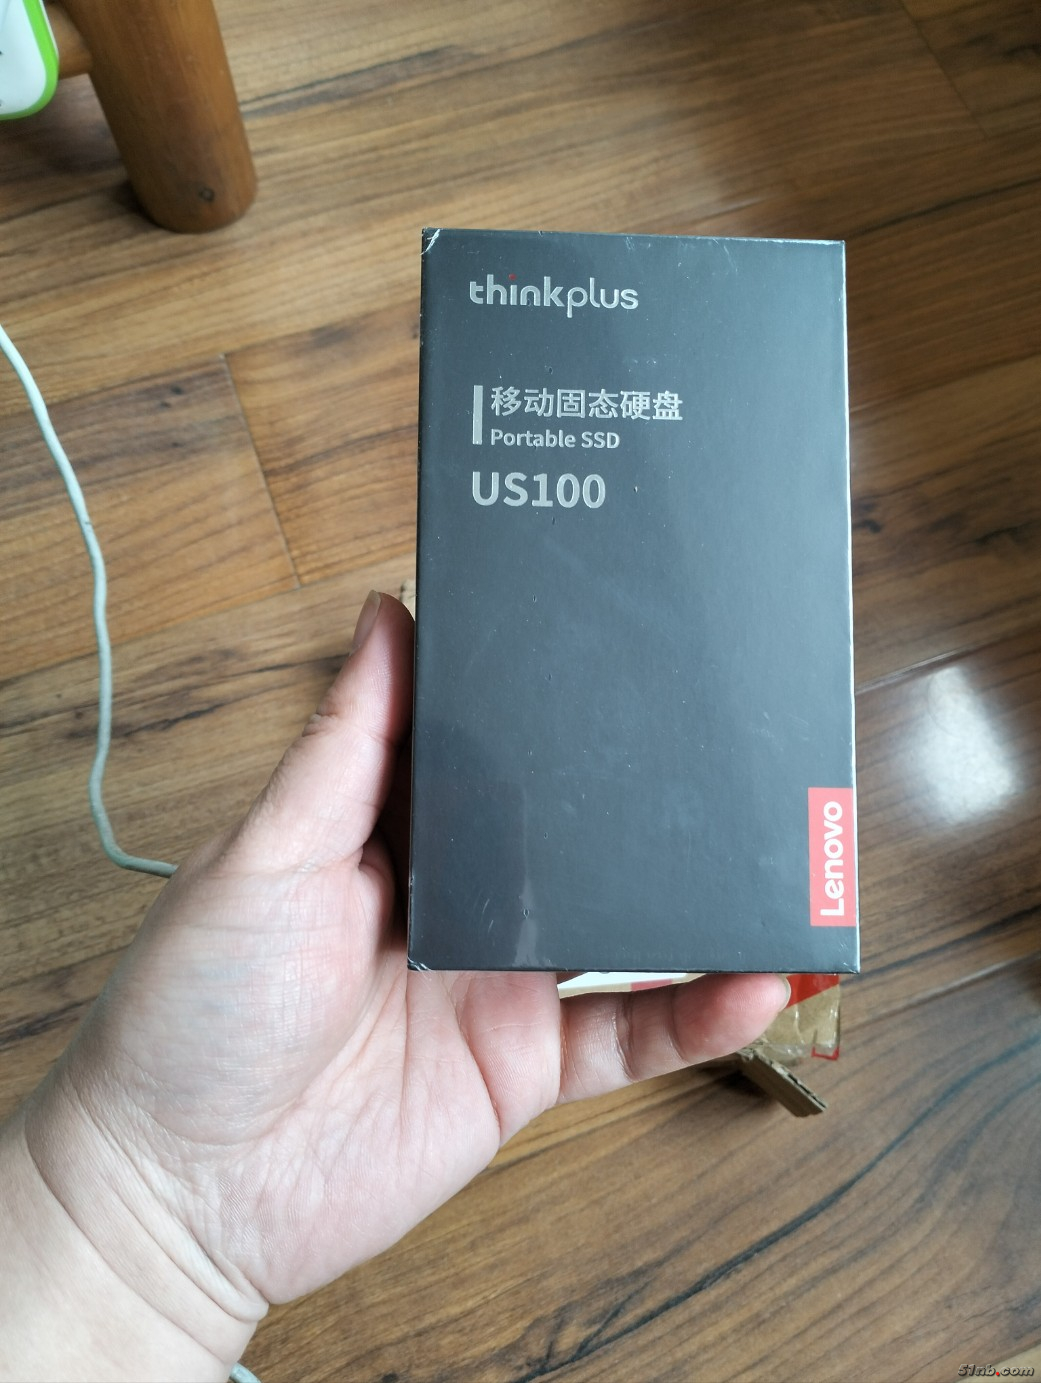 thinkplus
移动固态硬盘
Portable SSD
US100
Lenovo
51nb.com